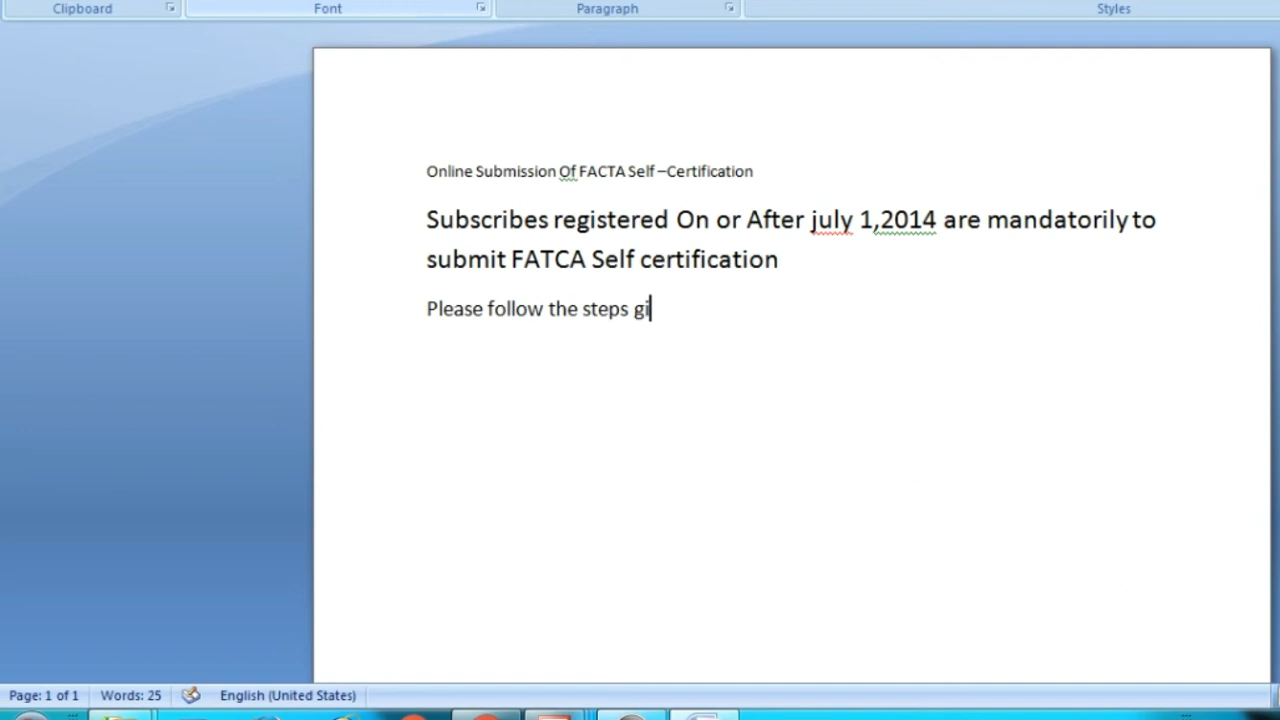 Clipboard Font Paragraph Styles
Online Submission Of FACTA Self –Certification
Subscribes registered On or After july 1,2014 are mandatorily to
submit FATCA Self certification
Please follow the steps gi
Page: 1 of 1 Words: 25 English (United States)